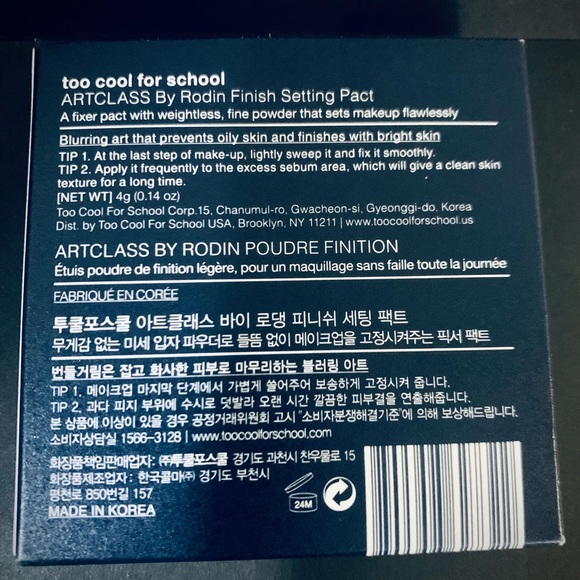 too cool for school
ARTCLASS By Rodin Finish Setting Pact
A fixer pact with weightless, fine powder that sets makeup flawlessly
Blurring art that prevents oily skin and finishes with bright skin
TIP 1. At the last step of make-up, lightly sweep it and fix it smoothly.
TIP 2. Apply it frequently to the excess sebum area, which will give a clean skin
texture for a long time.
[NET WT] 4g (0.14 oz)
Too Cool For School Corp.15, Chanumul-ro, Gwacheon-si, Gyeonggi-do, Korea
Dist. by Too Cool For School USA, Brooklyn, NY 11211 | www.toocoolforschool.us
ARTCLASS BY RODIN POUDRE FINITION
Étuis poudre de finition légère, pour un maquillage sans faille toute la journée
FABRIQUÉ EN CORÉE
투쿨포스쿨 아트클래스 바이 로댕 피니쉬 세팅 팩트
무게감 없는 미세 입자 파우더로 들뜸 없이 메이크업을 고정시켜주는 픽서 팩트
번들거림은 잡고 화사한 피부로 마무리하는 블러링 아트
TIP 1. 메이크업 마지막 단계에서 가볍게 쓸어주어 보송하게 고정시켜 줍니다.
TIP 2. 과다 피지 부위에 수시로 덧발라 오랜 시간 깔끔한 피부결을 연출해줍니다.
본 상품에 이상이 있을 경우 공정거래위원회 고시 "소비자분쟁해결기준"에 의해 보상해드립니다.
소비자상담실 1566-3128 | www.toocoolforschool.com
화장품책임판매업자: ㈜투쿨포스쿨 경기도 과천시 찬우물로 15
화장품제조업자 : 한국콜마㈜ 경기도 부천시
평천로 850번길 157
MADE IN KOREA
24M